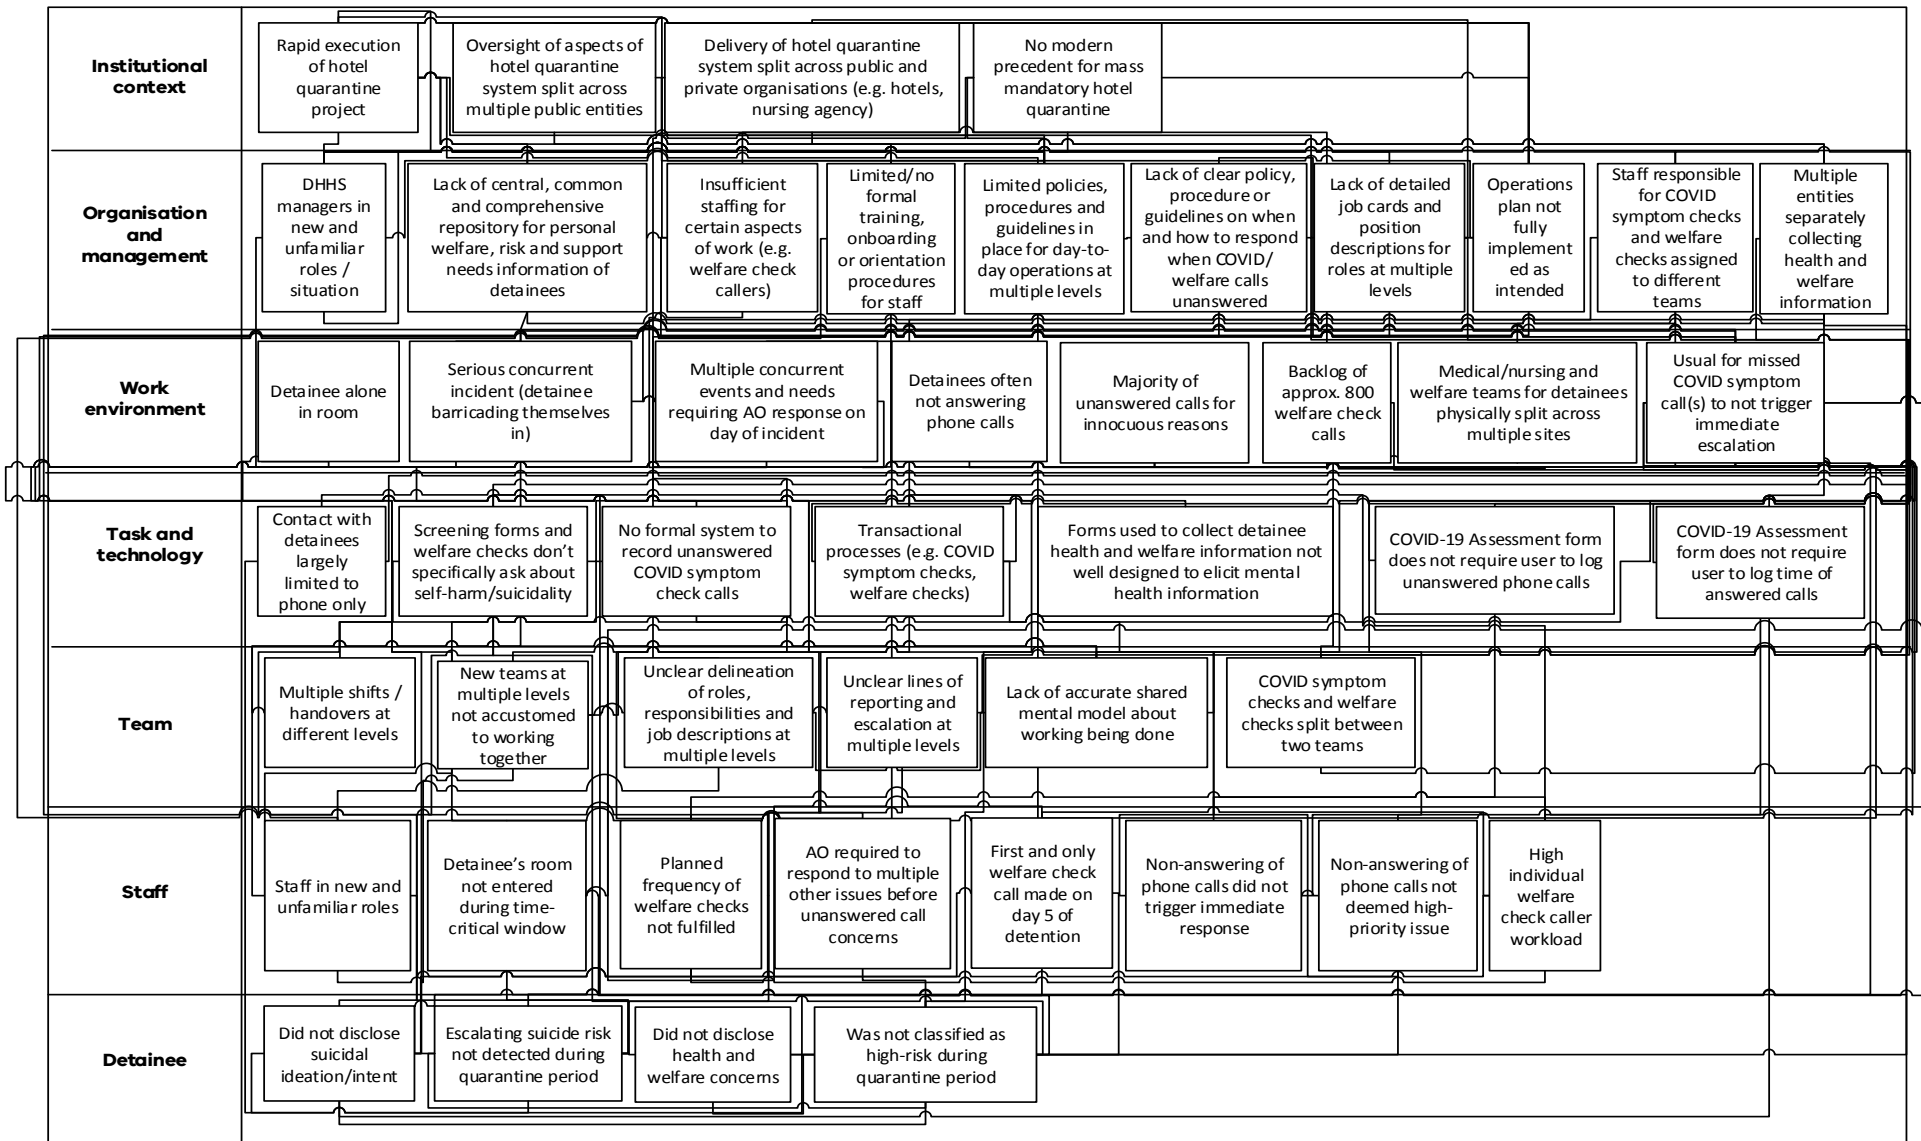 Institutional
context
Rapid execution
of hotel
quarantine
project
Oversight of aspects of
hotel quarantine
system split across
multiple public entities
Delivery of hotel quarantine
system split across public and
private organisations (e.g. hotels,
nursing agency)
No modern
precedent for mass
mandatory hotel
quarantine
Organisation
and
management
DHHS
managers in
new and
unfamiliar
roles /
situation
Lack of central, common
and comprehensive
repository for personal
welfare, risk and support
needs information of
detainees
Insufficient
staffing for
certain aspects
of work (e.g.
welfare check
callers)
Limited/no
formal
training,
onboarding
or orientation
procedures
for staff
Limited policies,
procedures and
guidelines in
place for day-to-
day operations at
multiple levels
Lack of clear policy,
procedure or
guidelines on when
and how to respond
when COVID/
welfare calls
unanswered
Lack of detailed
job cards and
position
descriptions for
roles at multiple
levels
Operations
plan not
fully
implement
ed as
intended
Staff responsible
for COVID
symptom checks
and welfare
checks assigned
to different
teams
Multiple
entities
separately
collecting
health and
welfare
information
Work
environment
Detainee alone
in room
Serious concurrent
incident (detainee
barricading themselves
in)
Multiple concurrent
events and needs
requiring AO response on
day of incident
Detainees often
not answering
phone calls
Majority of
unanswered calls for
innocuous reasons
Backlog of
approx. 800
welfare check
calls
Medical/nursing and
welfare teams for detainees
physically split across
multiple sites
Usual for missed
COVID symptom
call(s) to not trigger
immediate
escalation
Task and
technology
Contact with
detainees
largely
limited to
phone only
Screening forms and
welfare checks don't
specifically ask about
self-harm/suicidality
No formal system to
record unanswered
COVID symptom
check calls
Transactional
processes (e.g. COVID
symptom checks,
welfare checks)
Forms used to collect detainee
health and welfare information not
well designed to elicit mental
health information
COVID-19 Assessment form
does not require user to log
unanswered phone calls
COVID-19 Assessment
form does not require
user to log time of
answered calls
Team
Multiple shifts /
handovers at
different levels
New teams at
multiple levels
not accustomed
to working
together
Unclear delineation
of roles,
responsibilities and
job descriptions at
multiple levels
Unclear lines of
reporting and
escalation at
multiple levels
Lack of accurate shared
mental model about
working being done
COVID symptom
checks and welfare
checks split between
two teams
Staff
Staff in new and
unfamiliar roles
Detainee's room
not entered
during time-
critical window
Planned
frequency of
welfare checks
not fulfilled
AO required to
respond to multiple
other issues before
unanswered call
concerns
First and only
welfare check
call made on
day 5 of
detention
Non-answering of
phone calls did not
trigger immediate
response
Non-answering of
phone calls not
deemed high-
priority issue
High
individual
welfare
check caller
workload
Detainee
Did not disclose
suicidal
ideation/intent
Escalating suicide risk
not detected during
quarantine period
Did not disclose
health and
welfare concerns
Was not classified as
high-risk during
quarantine period